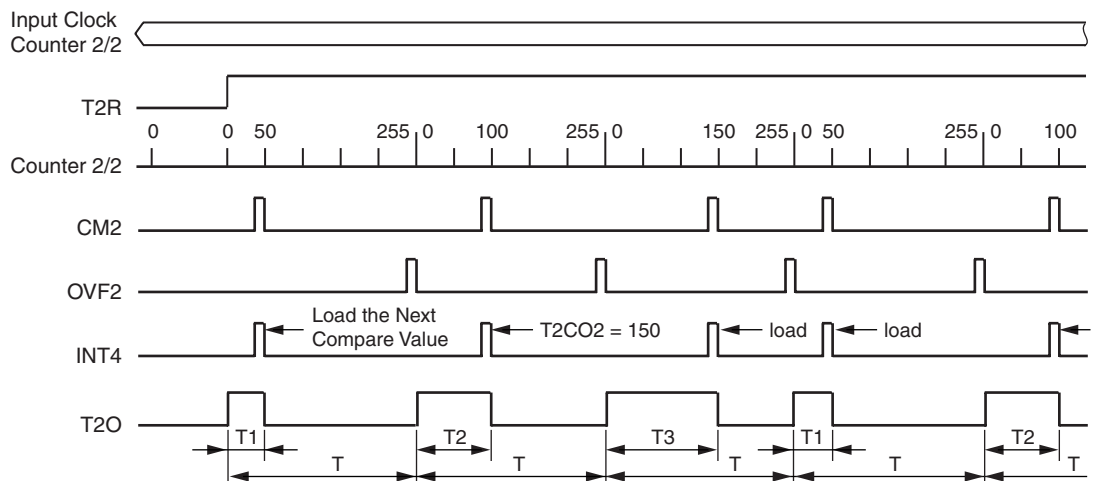 Input Clock
Counter 2/2
T2R
0 0 50 255 0 100 255 0 150 255 0 50 255 0 100
Counter 2/2
CM2
OVF2
Load the Next
Compare Value
T2CO2 = 150
load
load
INT4
T2O
T1 T2 T3 T1 T2
T T T T T